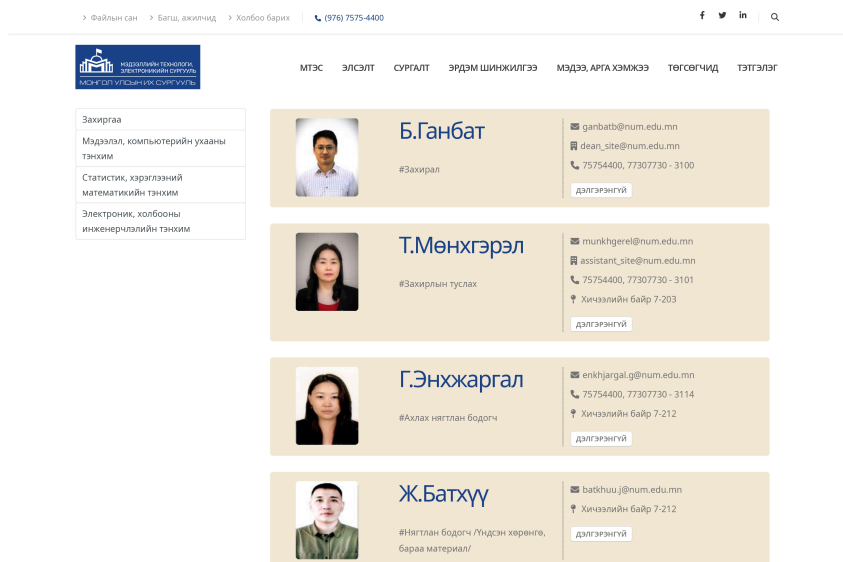 Файлын сан
Багш, ажилчид
Холбоо барих
(976) 7575-4400
МЭДЭЭЛЛИЙН ТЕХНОЛОГИ,
ЭЛЕКТРОНИКИЙН СУРГУУЛЬ
МОНГОЛ УЛСЫН ИХ СУРГУУЛЬ
МТЭС
ЭЛСЭЛТ
СУРГАЛТ
ЭРДЭМ ШИНЖИЛГЭЭ
МЭДЭЭ, АРГА ХЭМЖЭЭ
ТӨГСӨГЧИД
ТЭТГЭЛЭГ
Захиргаа
Мэдээлэл, компьютерийн ухааны
тэнхим
Статистик, хэрэглээний
математикийн тэнхим
Электроник, холбооны
инженерчлэлийн тэнхим
Б.Ганбат
#Захирал
ganbatb@num.edu.mn
dean_site@num.edu.mn
75754400, 77307730 - 3100
ДЭЛГЭРЭНГҮЙ
Т.Мөнхгэрэл
#Захирлын туслах
munkhgerel@num.edu.mn
assistant_site@num.edu.mn
75754400, 77307730 - 3101
Хичээлийн байр 7-203
ДЭЛГЭРЭНГҮЙ
Г.Энхжаргал
#Ахлах нягтлан бодогч
enkhjargal.g@num.edu.mn
75754400, 77307730 - 3114
Хичээлийн байр 7-212
ДЭЛГЭРЭНГҮЙ
Ж.Батхүү
#Нягтлан бодогч /Үндсэн хөрөнгө,
бараа материал/
batkhuu.j@num.edu.mn
Хичээлийн байр 7-212
ДЭЛГЭРЭНГҮЙ